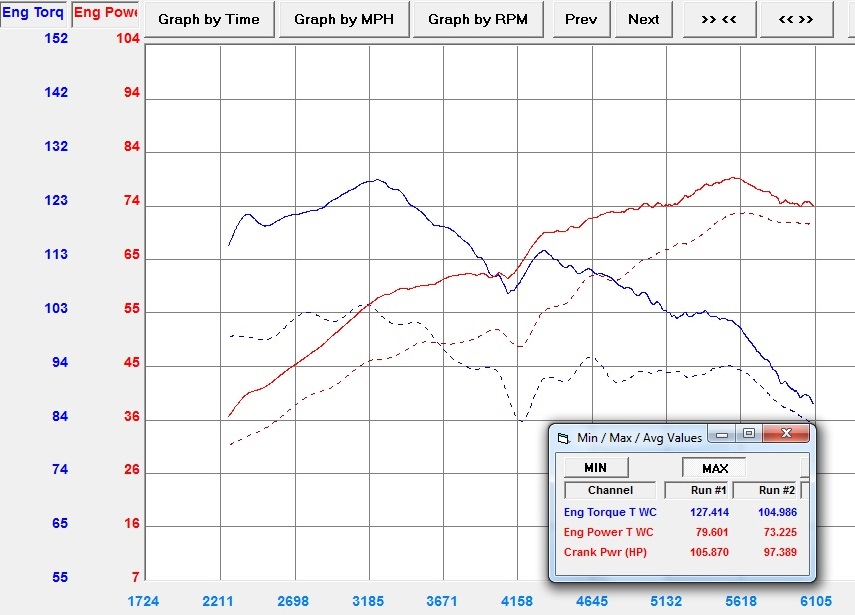 Eng Torq Eng Powe Graph by Time Graph by MPH Graph by RPM Prev Next >> << << >>
152 104
142 94
132 84
123 74
113 65
103 55
94 45
84 36
74 26
65 16
55 7
1724 2211 2698 3185 3671 4158 4645 5132 5618 6105
Min / Max / Avg Values
MIN MAX
Channel Run #1 Run #2
Eng Torque T WC 127.414 104.986
Eng Power T WC 79.601 73.225
Crank Pwr (HP) 105.870 97.389